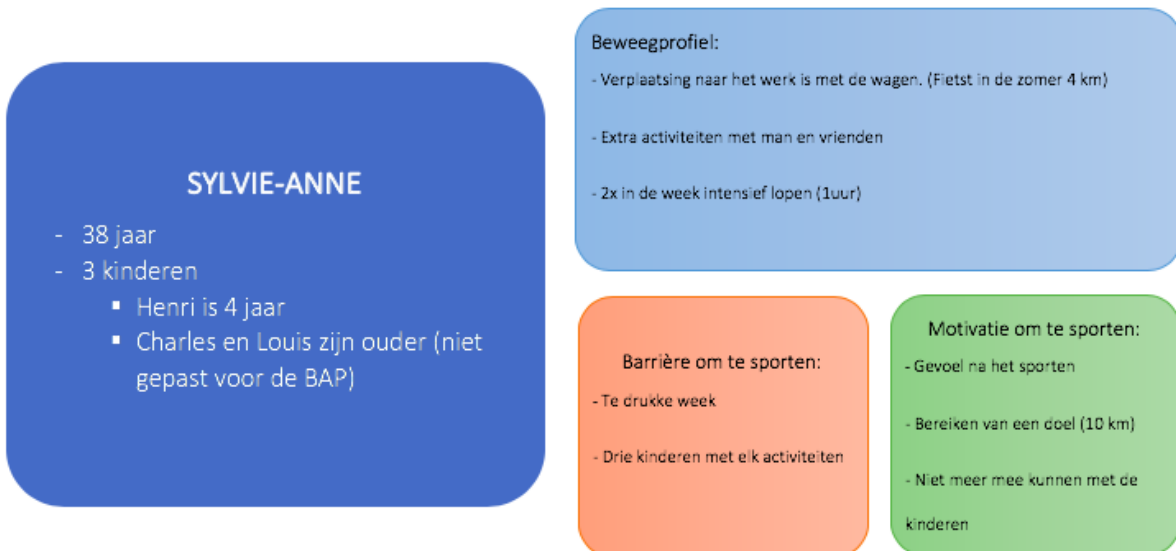 SYLVIE-ANNE
- 38 jaar
- 3 kinderen
▪ Henri is 4 jaar
▪ Charles en Louis zijn ouder (niet
gepast voor de BAP)
Beweegprofiel:
- Verplaatsing naar het werk is met de wagen. (Fietst in de zomer 4 km)
- Extra activiteiten met man en vrienden
- 2x in de week intensief lopen (1uur)
Barrière om te sporten:
- Te drukke week
- Drie kinderen met elk activiteiten
Motivatie om te sporten:
- Gevoel na het sporten
- Bereiken van een doel (10 km)
- Niet meer mee kunnen met de
kinderen